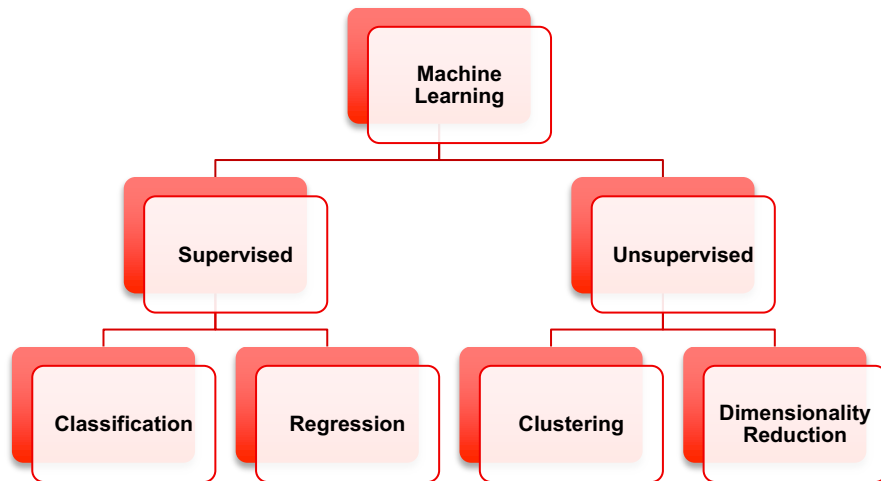 Machine
Learning
Supervised
Unsupervised
Classification
Regression
Clustering
Dimensionality
Reduction